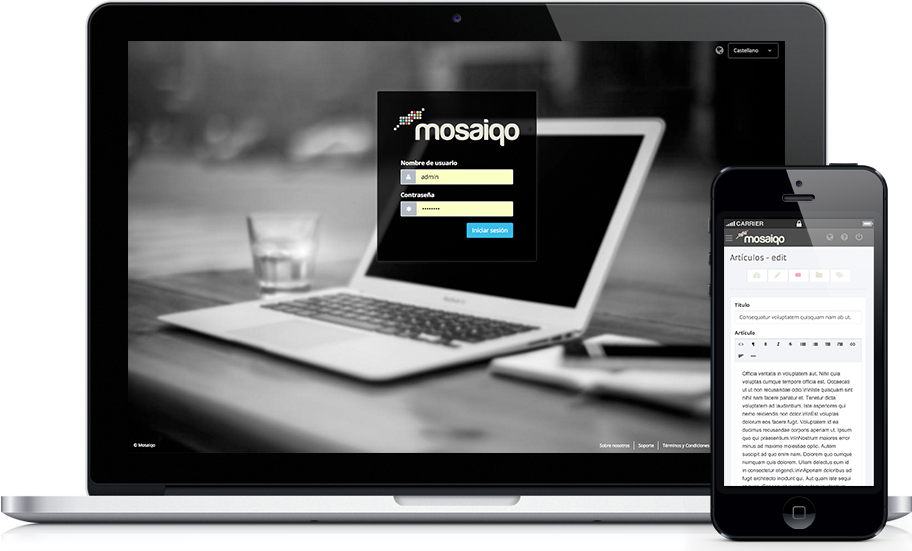 Castellano
mosaiqo
Nombre de usuario
admin
Contraseña
Iniciar sesión
© Mosaiqo
Sobre nosotros | Soporte | Términos y Condiciones
CARRIER
mosaiqo
Artículos - edit
Título
Consequatur voluptatem quisquam nam ab ut.
Artículo
Officia veritatis in voluptatem aut. Nihil quia
voluptas cumque tempore officia est. Occaecati
ut ut non recusandae odio.\n\nIste quisquam sint
nihil nam facere pariatur et. Tenetur dicta
voluptatem ad laudantium. Iste asperiores qui
nemo reiciendis non dolor.\n\nEst voluptas
dolorum eos facere fugit. Voluptatem id ea
ducimus recusandae corporis aperiam ut. Ipsum
quo qui praesentium.\n\nNostrum maiores error
minus ad maxime molestiae optio. Autem
suscipit ad quo enim nam. Dolorem quo cumque
numquam quia dolorem. Ullam delectus eum id
in consectetur eligendi.\n\nAperiam doloribus ad
fugit architecto incidunt qui. Aut quam iste sequi